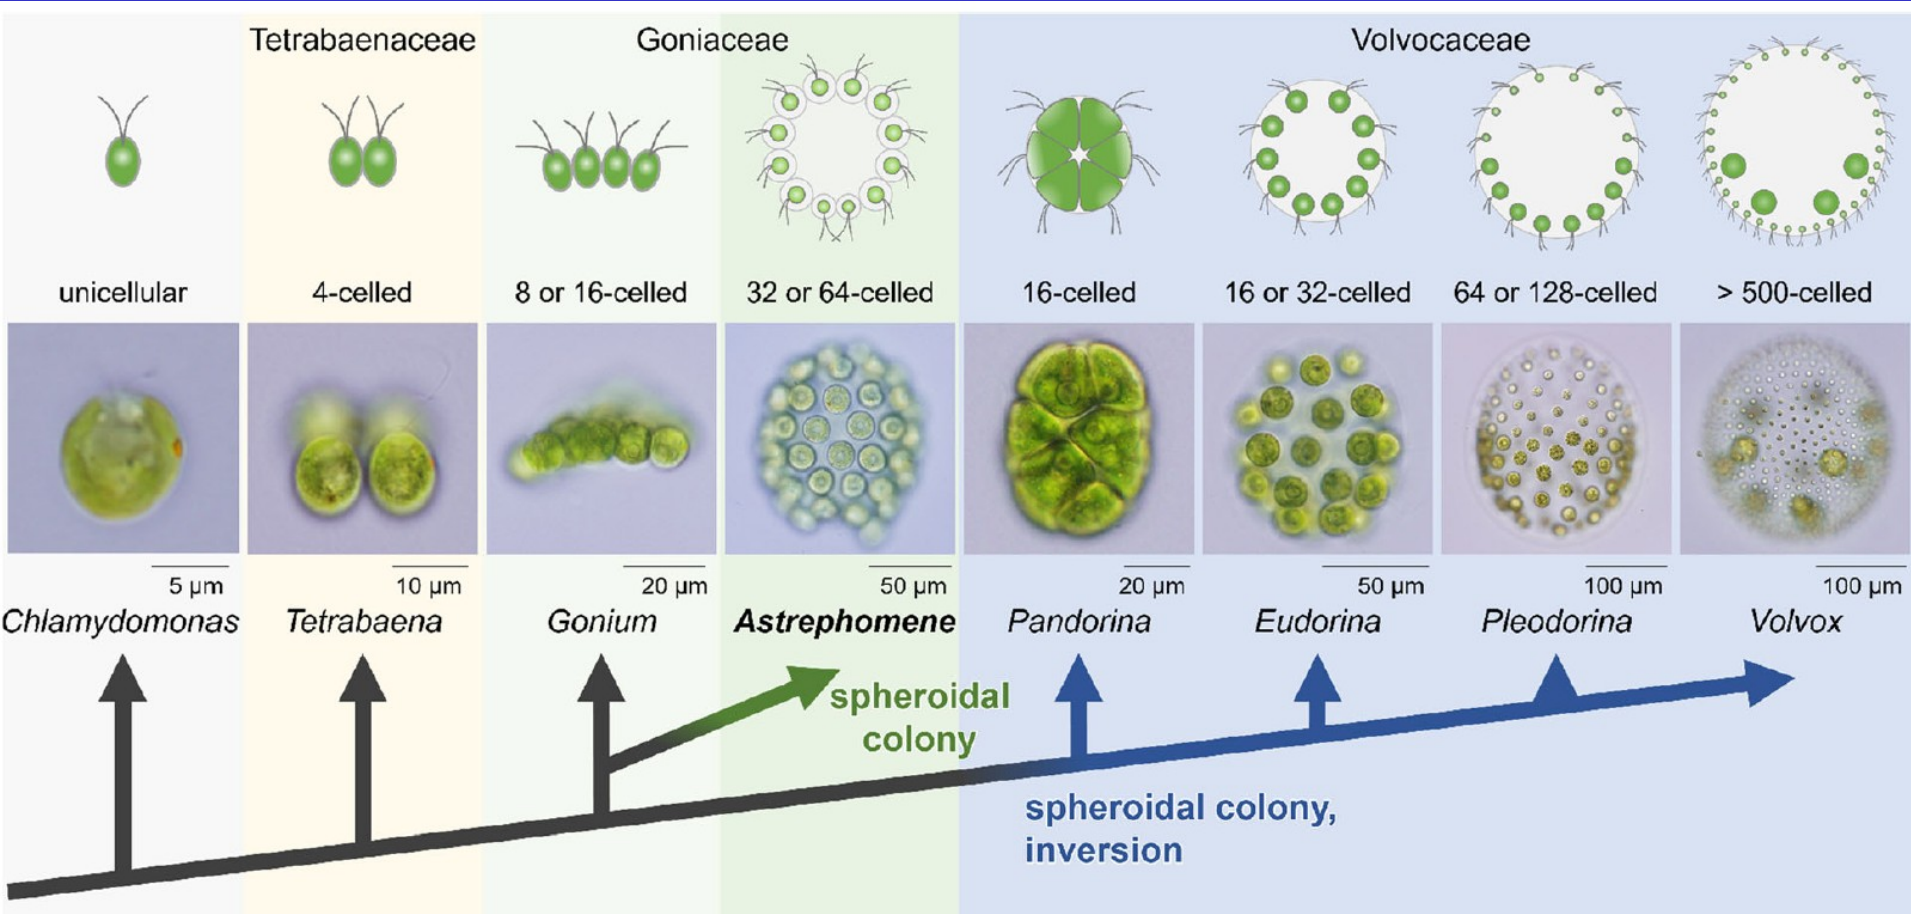 Tetrabaenaceae
Goniaceae
Volvocaceae
unicellular
4-celled
8 or 16-celled
32 or 64-celled
16-celled
16 or 32-celled
64 or 128-celled
> 500-celled
5 μm
10 μm
20 μm
50 μm
20 μm
50 μm
100 μm
100 μm
Chlamydomonas
Tetrabaena
Gonium
Astrephomene
Pandorina
Eudorina
Pleodorina
Volvox
spheroidal
colony
spheroidal colony,
inversion